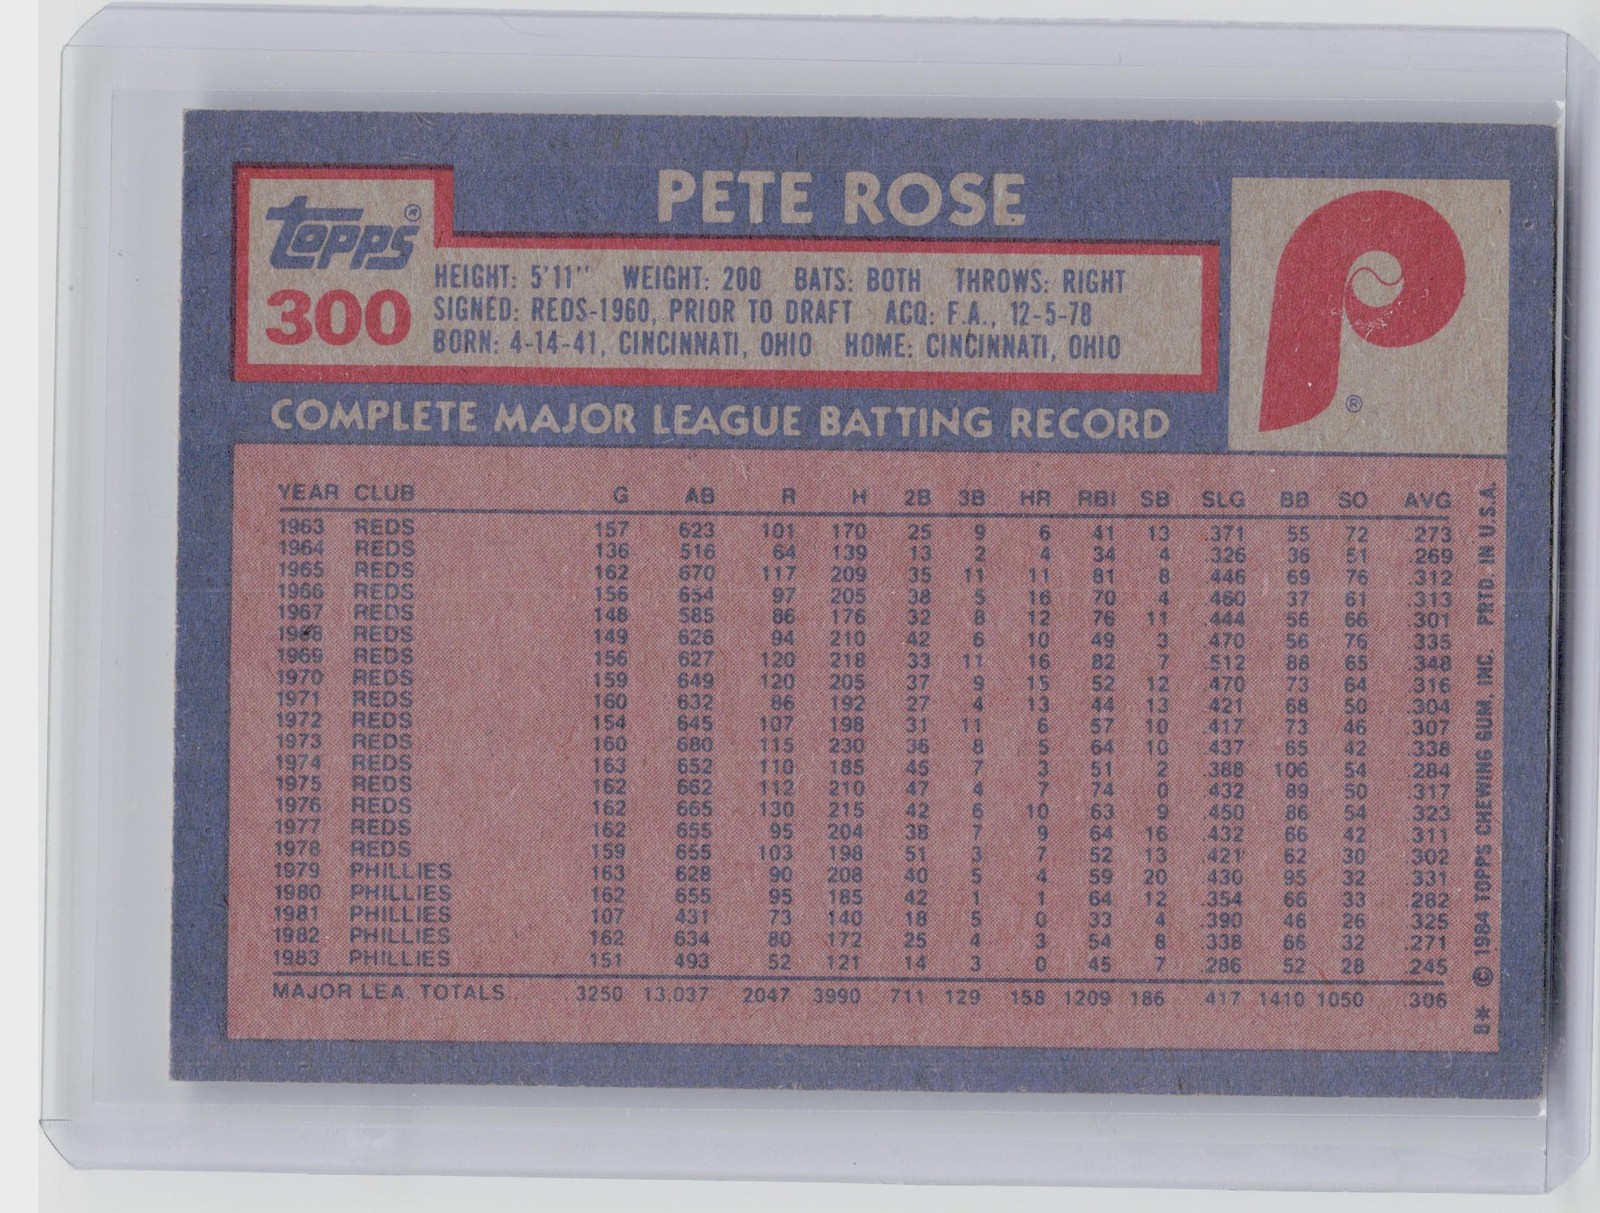 PETE ROSE
Topps®
300
HEIGHT: 5'11" WEIGHT: 200 BATS: BOTH THROWS: RIGHT
SIGNED: REDS-1960, PRIOR TO DRAFT ACQ: F.A., 12-5-78
BORN: 4-14-41, CINCINNATI, OHIO HOME: CINCINNATI, OHIO
P
®
COMPLETE MAJOR LEAGUE BATTING RECORD
YEAR CLUB G AB R H 2B 3B HR RBI SB SLG BB SO AVG
1963 REDS 157 623 101 170 25 9 6 41 13 .371 55 72 .273
1964 REDS 136 516 64 139 13 2 4 34 4 .326 36 51 .269
1965 REDS 162 670 117 209 35 11 11 81 8 .446 69 76 .312
1966 REDS 156 654 97 205 38 5 16 70 4 .460 37 61 .313
1967 REDS 148 585 86 176 32 8 12 76 11 .444 56 66 .301
1968 REDS 149 626 94 210 42 6 10 49 3 .470 56 76 .335
1969 REDS 156 627 120 218 33 11 16 82 7 .512 88 65 .348
1970 REDS 159 649 120 205 37 9 15 52 12 .470 73 64 .316
1971 REDS 160 632 86 192 27 4 13 44 13 .421 68 50 .304
1972 REDS 154 645 107 198 31 11 6 57 10 .417 73 46 .307
1973 REDS 160 680 115 230 36 8 5 64 10 .437 65 42 .338
1974 REDS 163 652 110 185 45 7 3 51 2 .388 106 54 .284
1975 REDS 162 662 112 210 47 4 7 74 0 .432 89 50 .317
1976 REDS 162 665 130 215 42 6 10 63 9 .450 86 54 .323
1977 REDS 162 655 95 204 38 7 9 64 16 .432 66 42 .311
1978 REDS 159 655 103 198 51 3 7 52 13 .421 62 30 .302
1979 PHILLIES 163 628 90 208 40 5 4 59 20 .430 95 32 .331
1980 PHILLIES 162 655 95 185 42 1 1 64 12 .354 66 33 .282
1981 PHILLIES 107 431 73 140 18 5 0 33 4 .390 46 26 .325
1982 PHILLIES 162 634 80 172 25 4 3 54 8 .338 66 32 .271
1983 PHILLIES 151 493 52 121 14 3 0 45 7 .286 52 28 .245
MAJOR LEA. TOTALS 3250 13,037 2047 3990 711 129 158 1209 186 .417 1410 1050 .306
B* © 1984 TOPPS CHEWING GUM, INC. PRTD. IN U.S.A.